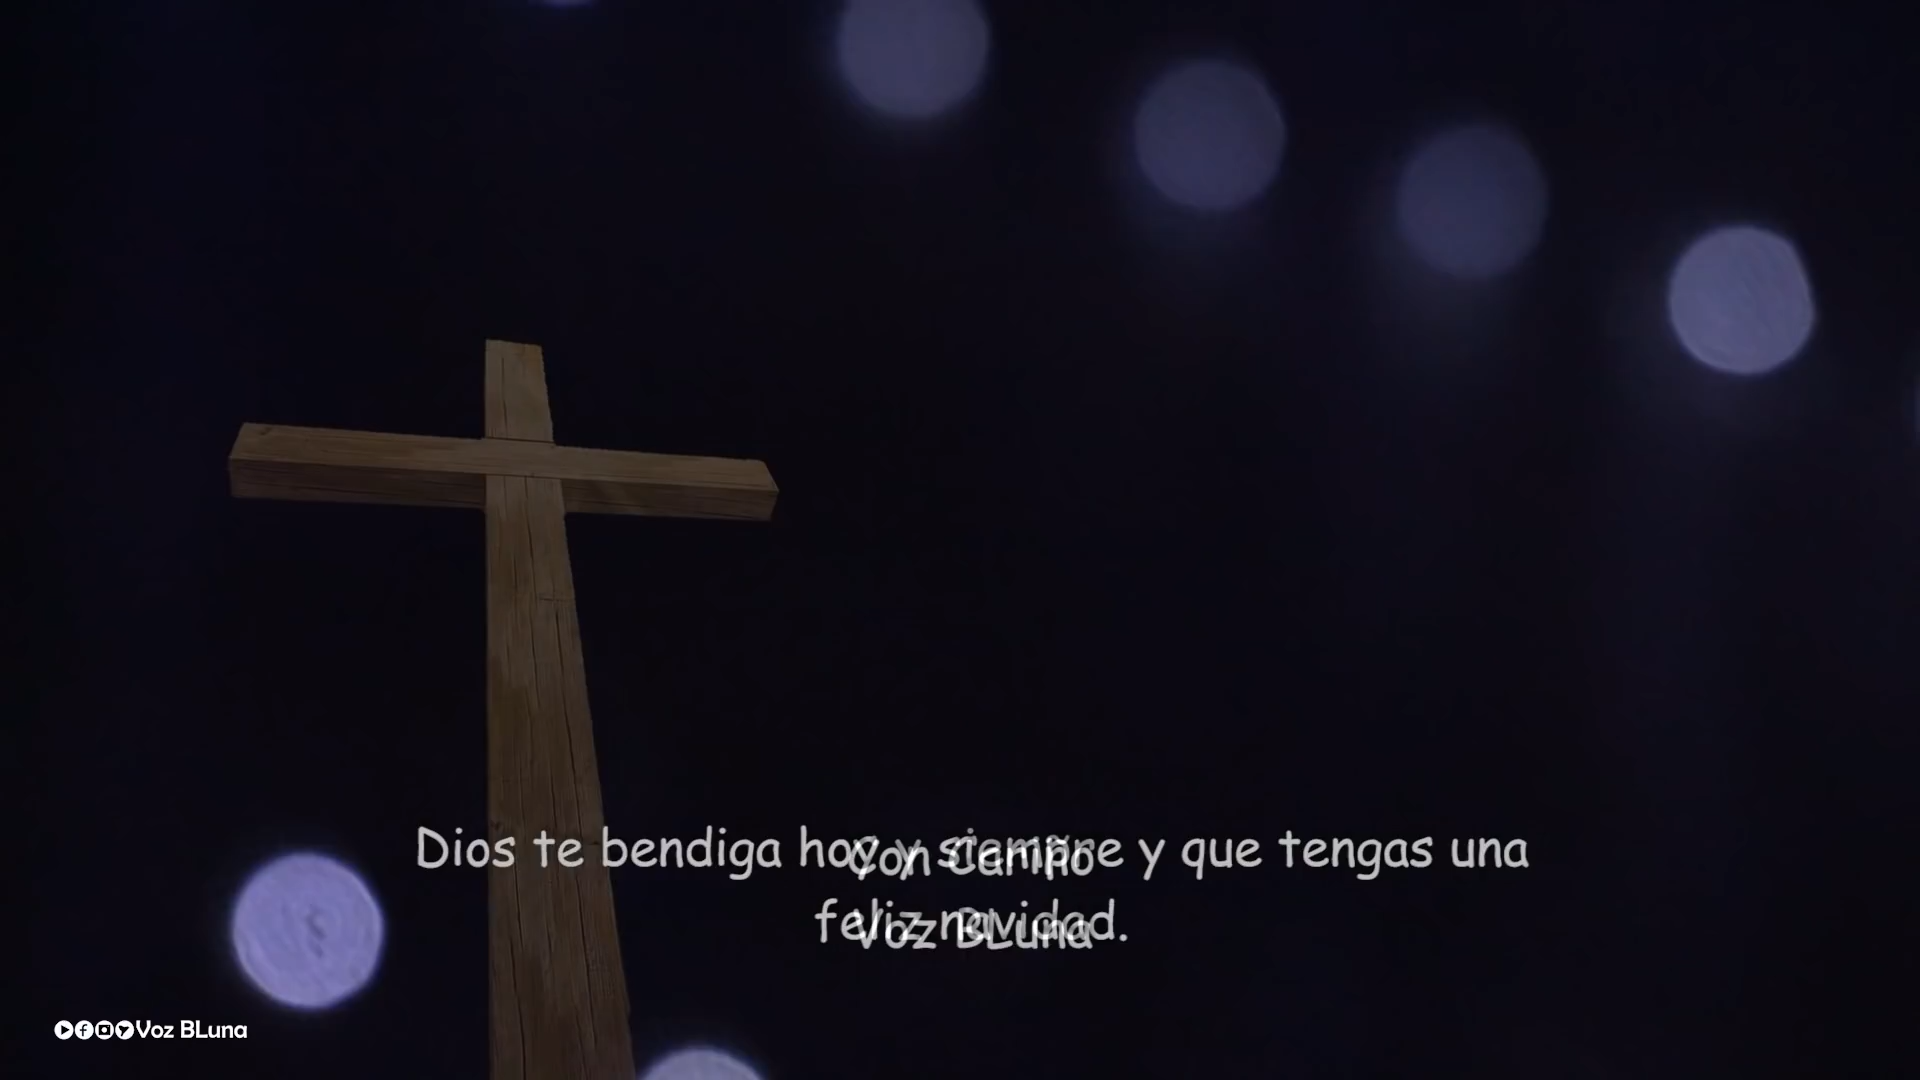 Dios te bendiga hoy y siempre y que tengas una
feliz navidad.
Con Cariño
Voz BLuna
Voz BLuna